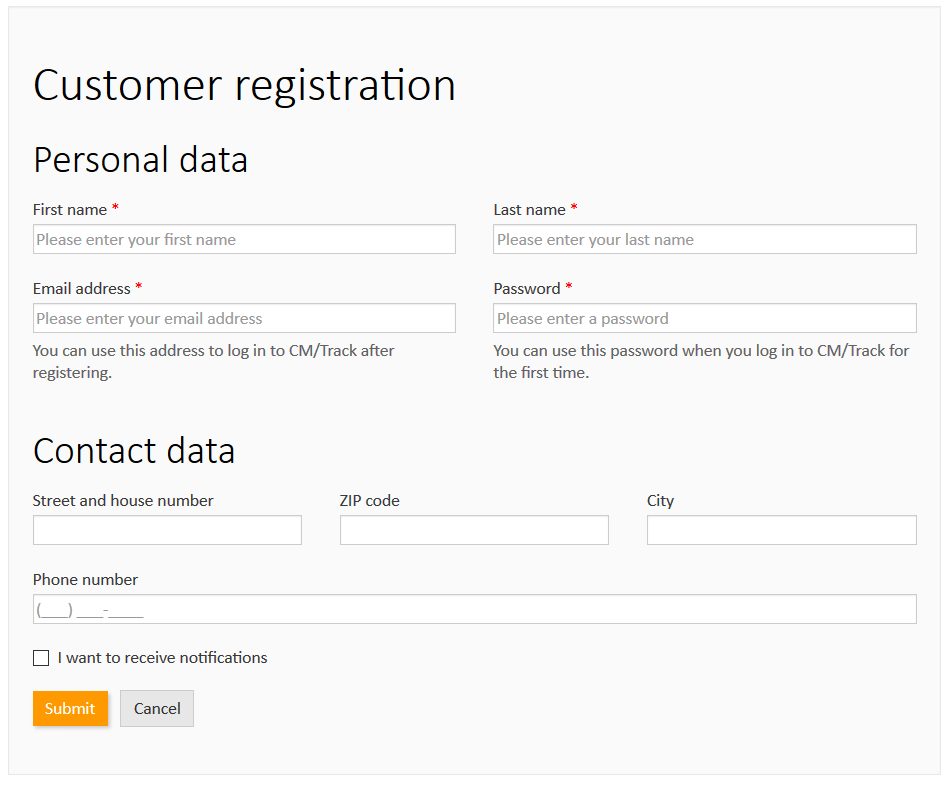 Customer registration
Personal data
First name *
Last name *
Please enter your first name
Please enter your last name
Email address *
Password *
Please enter your email address
Please enter a password
You can use this address to log in to CM/Track after
registering.
You can use this password when you log in to CM/Track for
the first time.
Contact data
Street and house number
ZIP code
City
Phone number
(___) ___-____
I want to receive notifications
Submit
Cancel